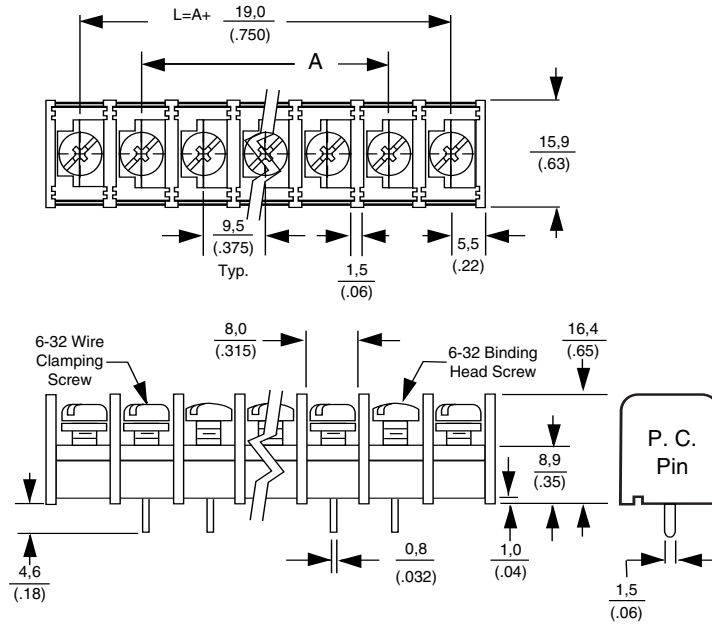 L=A+ 19,0
(.750)
A
15,9
(.63)
9,5
(.375)
Typ.
1,5
(.06)
5,5
(.22)
6-32 Wire
Clamping
Screw
8,0
(.315)
6-32 Binding
Head Screw
16,4
(.65)
P. C.
Pin
8,9
(.35)
4,6
(.18)
0,8
(.032)
1,0
(.04)
1,5
(.06)